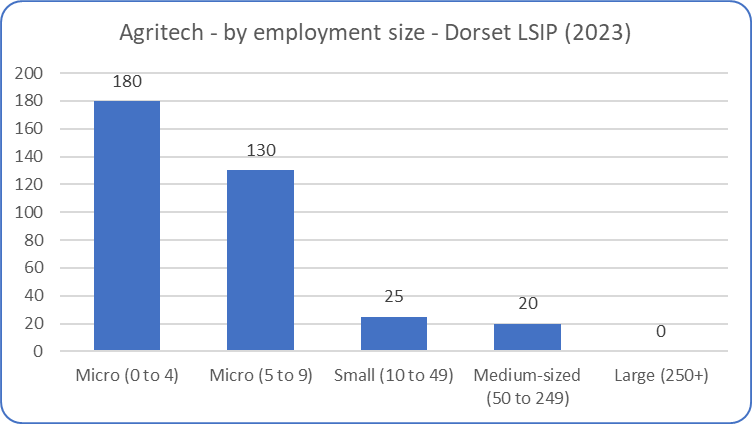 Agritech - by employment size - Dorset LSIP (2023)
200
180
160
140
120
100
80
60
40
20
0
180
130
25
20
0
Micro (0 to 4)
Micro (5 to 9)
Small (10 to 49)
Medium-sized
(50 to 249)
Large (250+)